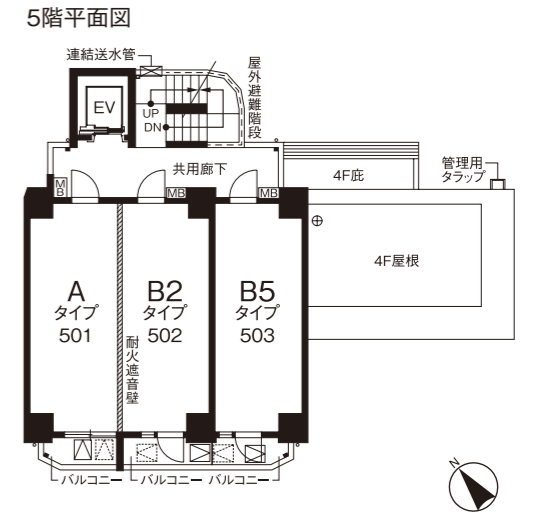 5階平面図
連結送水管
屋外避難階段
EV
UP
DN
共用廊下
管理用
タラップ
4F庇
MB
MB
MB
4F屋根
A
タイプ
501
B2
タイプ
502
B5
タイプ
503
耐火遮音壁
バルコニー
バルコニー
バルコニー
N